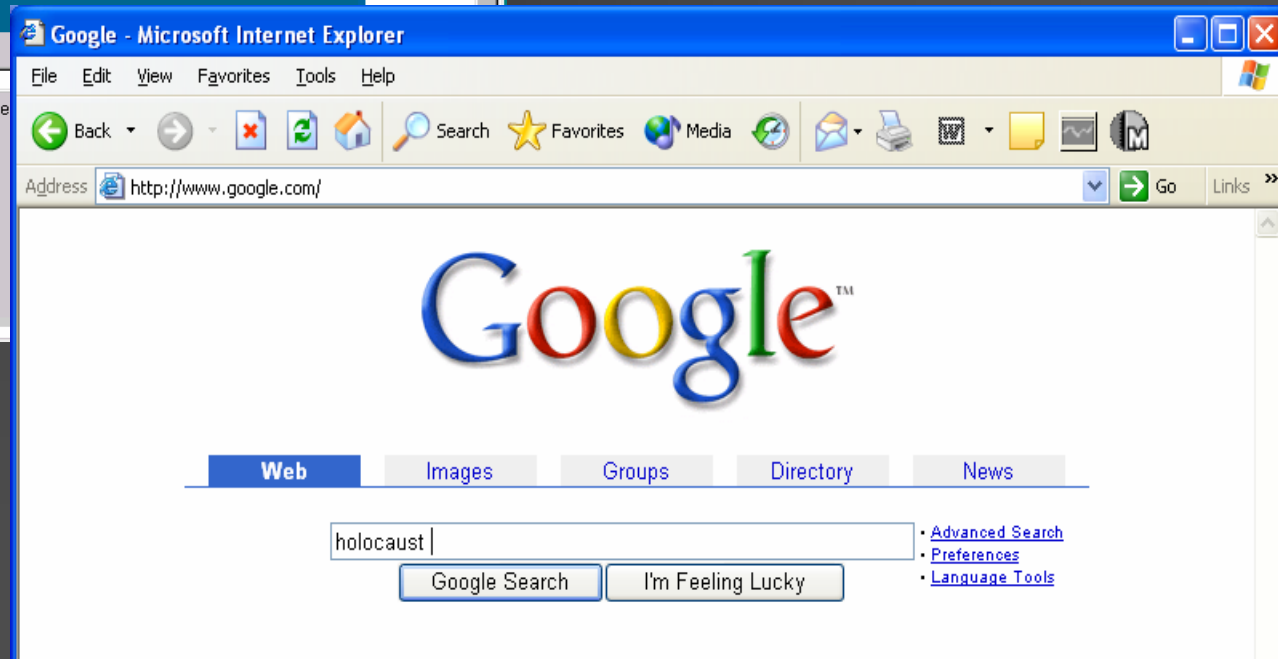 Google - Microsoft Internet Explorer
File Edit View Favorites Tools Help
e
Back Search Favorites Media W M
Address http://www.google.com/ Go Links »
Google™
Web Images Groups Directory News
holocaust
• Advanced Search
• Preferences
• Language Tools
Google Search I'm Feeling Lucky